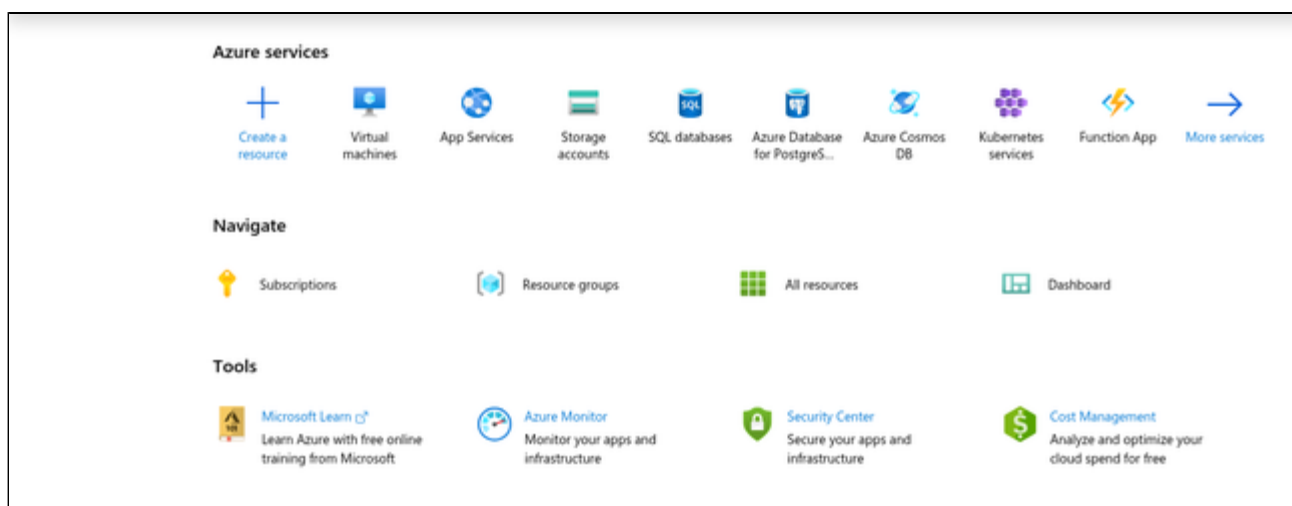 Azure services
Create a
resource
Virtual
machines
App Services
Storage
accounts
SQL
SQL databases
Azure Database
for PostgreS...
Azure Cosmos
DB
Kubernetes
services
Function App
More services
Navigate
Subscriptions
Resource groups
All resources
Dashboard
Tools
Microsoft Learn
Learn Azure with free online
training from Microsoft
Azure Monitor
Monitor your apps and
infrastructure
Security Center
Secure your apps and
infrastructure
Cost Management
Analyze and optimize your
cloud spend for free